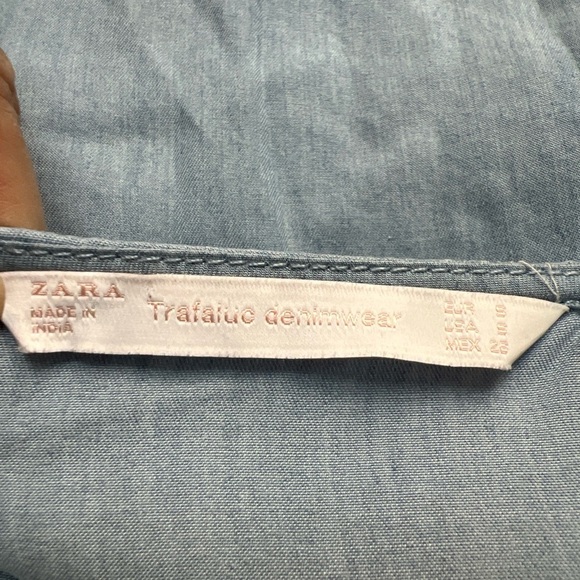 ZARA
MADE IN
INDIA
Trafaluc denimwear
EUR
USA
MEX